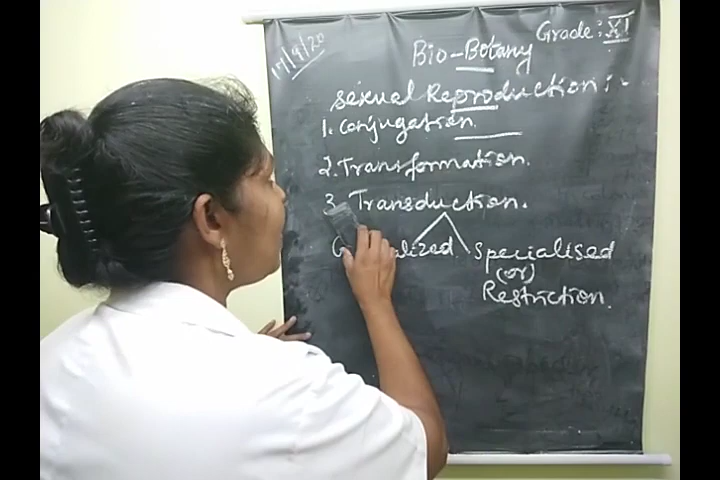 17/9/20
Grade: XI
Bio-Botany
Sexual Reproduction:-
1. Conjugation.
2. Transformation.
3. Transduction.
Specialised
(or)
Restriction.